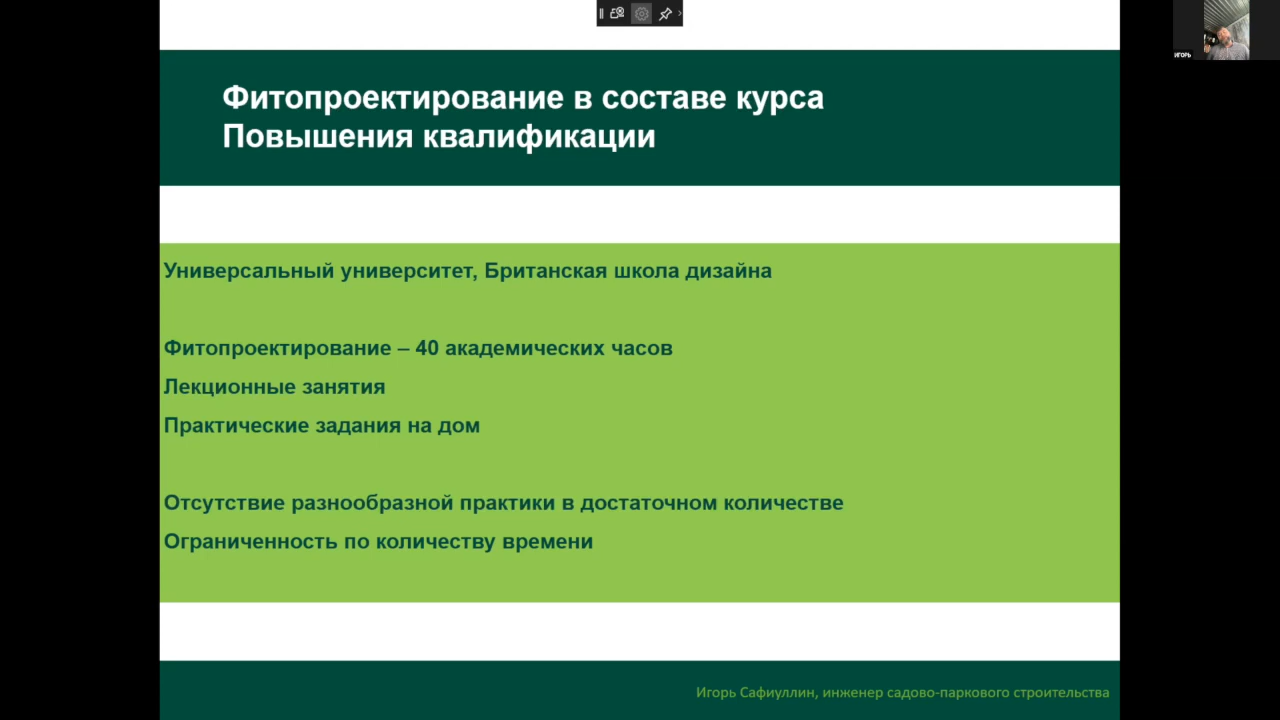 ИГОРЬ
Фитопроектирование в составе курса
Повышения квалификации
Универсальный университет, Британская школа дизайна
Фитопроектирование – 40 академических часов
Лекционные занятия
Практические задания на дом
Отсутствие разнообразной практики в достаточном количестве
Ограниченность по количеству времени
Игорь Сафиуллин, инженер садово-паркового строительства